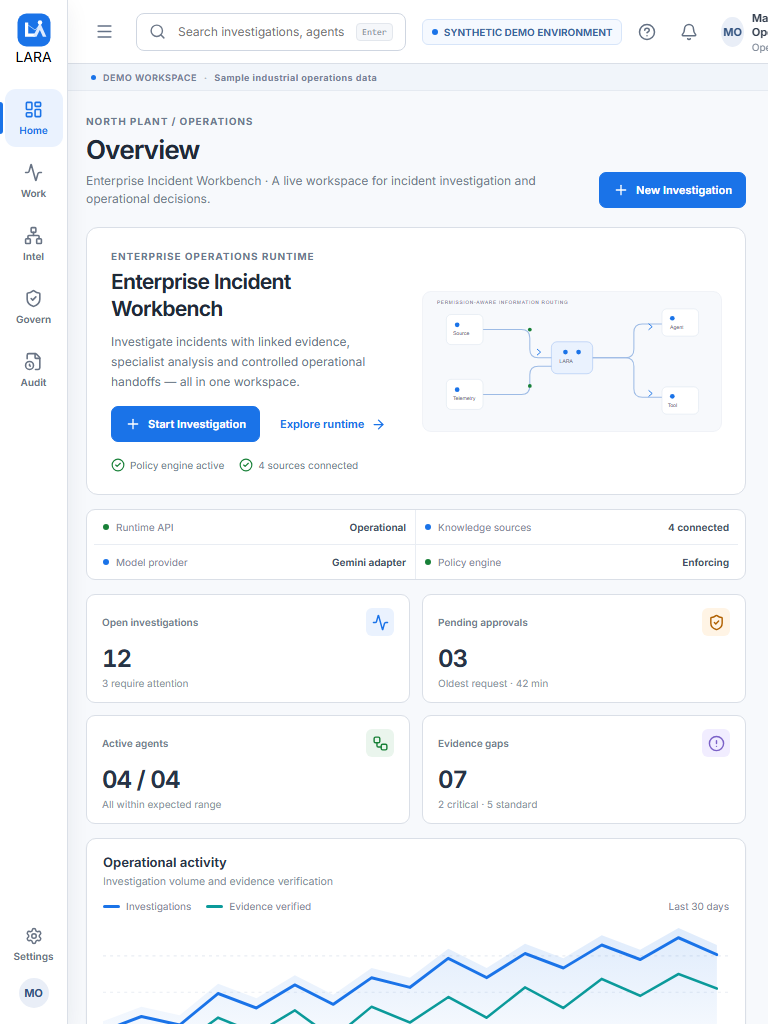 LARA
Search investigations, agents
Enter
SYNTHETIC DEMO ENVIRONMENT
MO
Ma
Ope
Ope
DEMO WORKSPACE · Sample industrial operations data
Home
Work
Intel
Govern
Audit
Settings
MO
NORTH PLANT / OPERATIONS
Overview
Enterprise Incident Workbench · A live workspace for incident investigation and
operational decisions.
New Investigation
ENTERPRISE OPERATIONS RUNTIME
Enterprise Incident
Workbench
Investigate incidents with linked evidence,
specialist analysis and controlled operational
handoffs — all in one workspace.
Start Investigation
Explore runtime
Policy engine active
4 sources connected
PERMISSION-AWARE INFORMATION ROUTING
Source
Telemetry
LARA
Agent
Tool
Runtime API
Operational
Knowledge sources
4 connected
Model provider
Gemini adapter
Policy engine
Enforcing
Open investigations
12
3 require attention
Pending approvals
03
Oldest request · 42 min
Active agents
04 / 04
All within expected range
Evidence gaps
07
2 critical · 5 standard
Operational activity
Investigation volume and evidence verification
Investigations
Evidence verified
Last 30 days